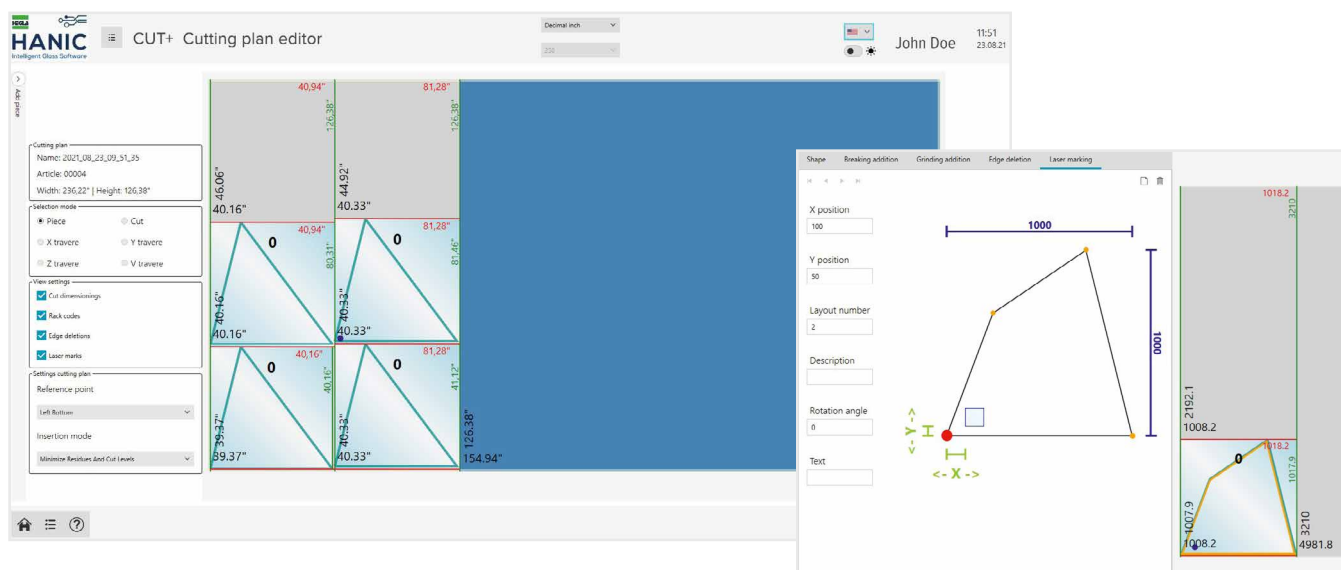 HEGLA
HANIC
Intelligent Glass Software
CUT+ Cutting plan editor
Decimal inch
250
John Doe
11:51
23.08.21
Add piece
Cutting plan
Name: 2021_08_23_09_51_35
Article: 00004
Width: 236,22" | Height: 126,38"
Selection mode
Piece
Cut
X travere
Y travere
Z travere
V travere
View settings
Cut dimensionings
Rack codes
Edge deletions
Laser marks
Settings cutting plan
Reference point
Left Bottom
Insertion mode
Minimize Residues And Cut Levels
40,94"
126,38"
46.06"
40.16"
81,28"
126,38"
44.92"
40.33"
40,94"
0
80,31"
40.16"
40.16"
81,28"
0
81,46"
40.33"
40.33"
40,16"
0
40,16"
39.37"
39.37"
81,28"
0
41,12"
40.33"
40.33"
126.38"
154.94"
Shape
Breaking addition
Grinding addition
Edge deletion
Laser marking
X position
100
Y position
50
Layout number
2
Description
Rotation angle
0
Text
1000
1000
<- Y ->
<- X ->
1018.2
3210
2192.1
1008.2
1018.2
0
1017.9
1007.9
1008.2
3210
4981.8